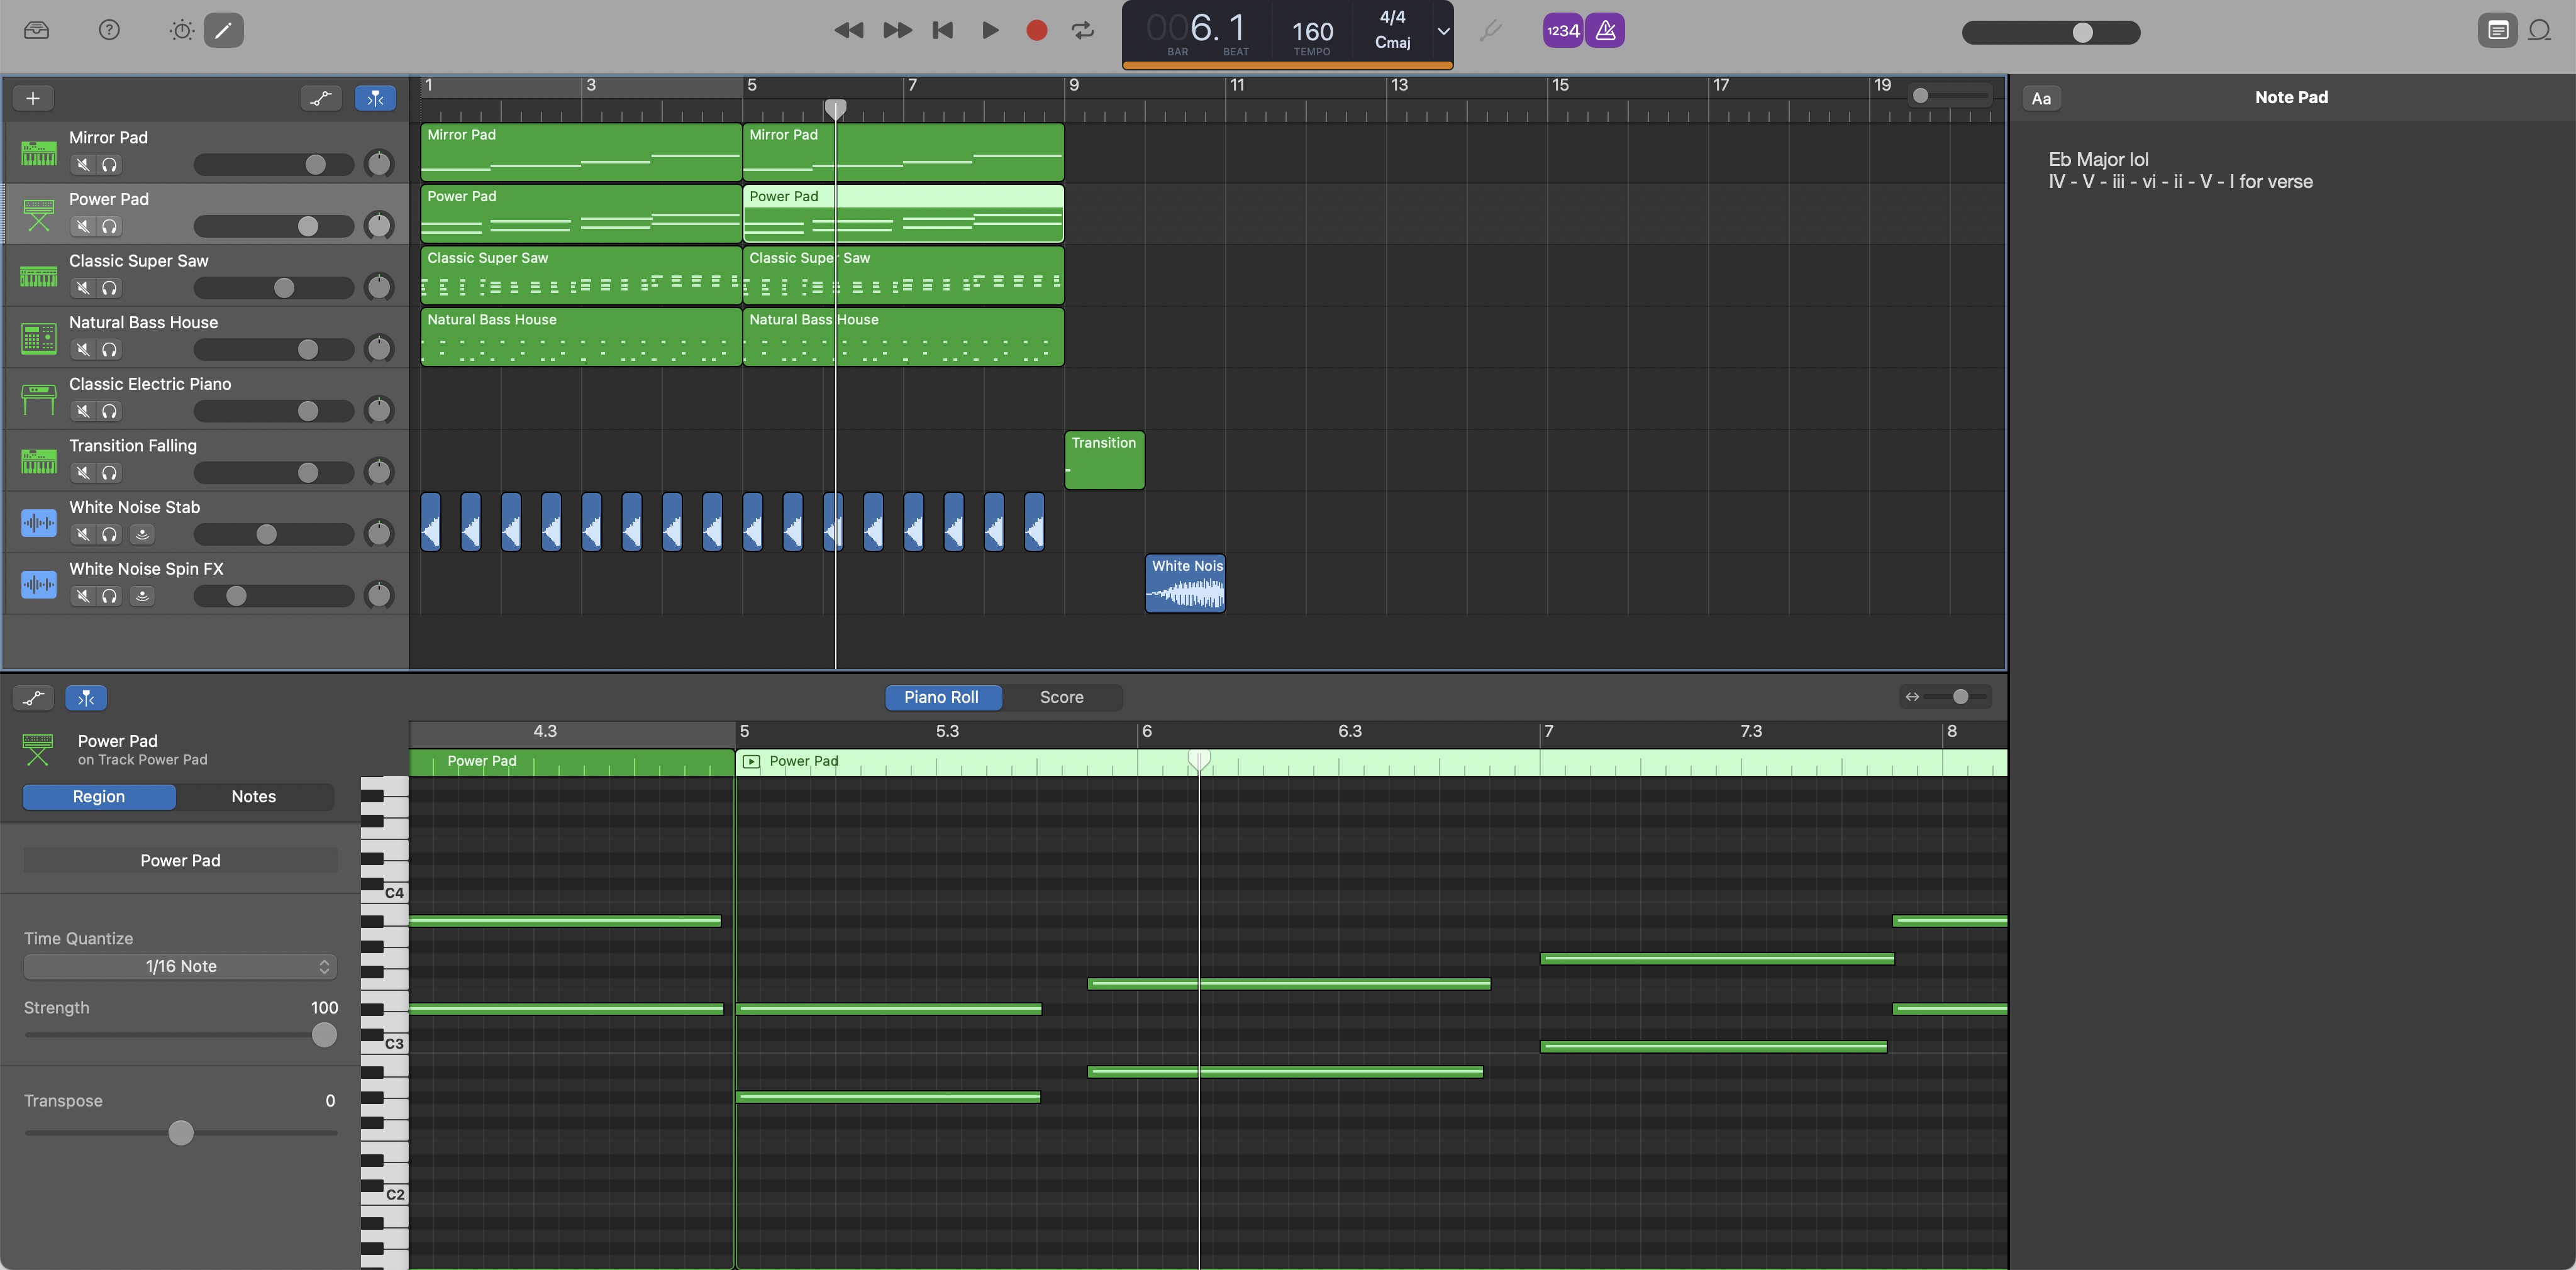 006.1
BAR
BEAT
160
TEMPO
4/4
Cmaj
1234
1
3
5
7
9
11
13
15
17
19
Aa
Note Pad
Eb Major lol
IV - V - iii - vi - ii - V - I for verse
Mirror Pad
Mirror Pad
Mirror Pad
Power Pad
Power Pad
Power Pad
Classic Super Saw
Classic Super Saw
Classic Super Saw
Natural Bass House
Natural Bass House
Natural Bass House
Classic Electric Piano
Transition Falling
Transition
White Noise Stab
White Noise Spin FX
White Nois
Piano Roll
Score
4.3
5
5.3
6
6.3
7
7.3
8
Power Pad
on Track Power Pad
Power Pad
Power Pad
Region
Notes
Power Pad
Time Quantize
1/16 Note
Strength
100
Transpose
0
C4
C3
C2